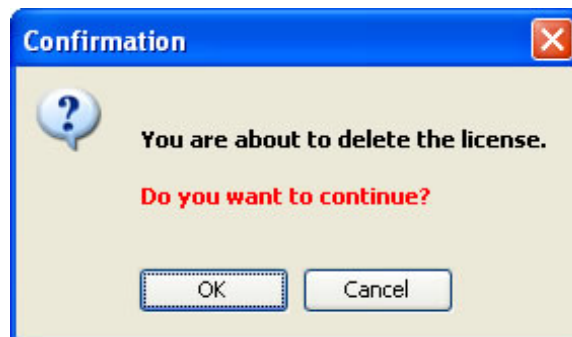 Confirmation
You are about to delete the license.
Do you want to continue?
OK
Cancel